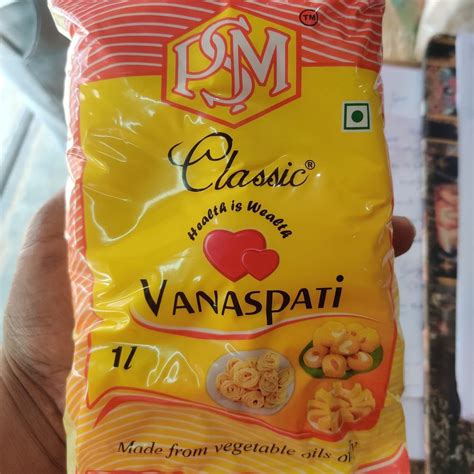 TM
PSM
Classic®
Health is Wealth
VANASPATI
1l
Made from vegetable oils